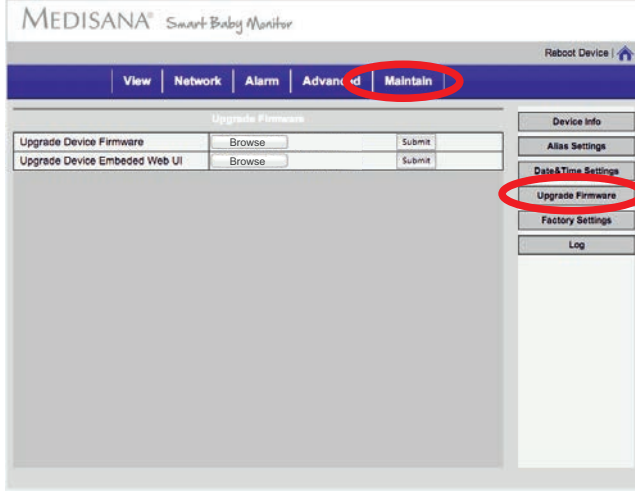 MEDISANA® Smart Baby Monitor
Reboot Device |
View | Network | Alarm | Advanced | Maintain
Upgrade Firmware
Upgrade Device Firmware Browse Submit
Upgrade Device Embeded Web UI Browse Submit
Device Info
Alias Settings
Date&Time Settings
Upgrade Firmware
Factory Settings
Log